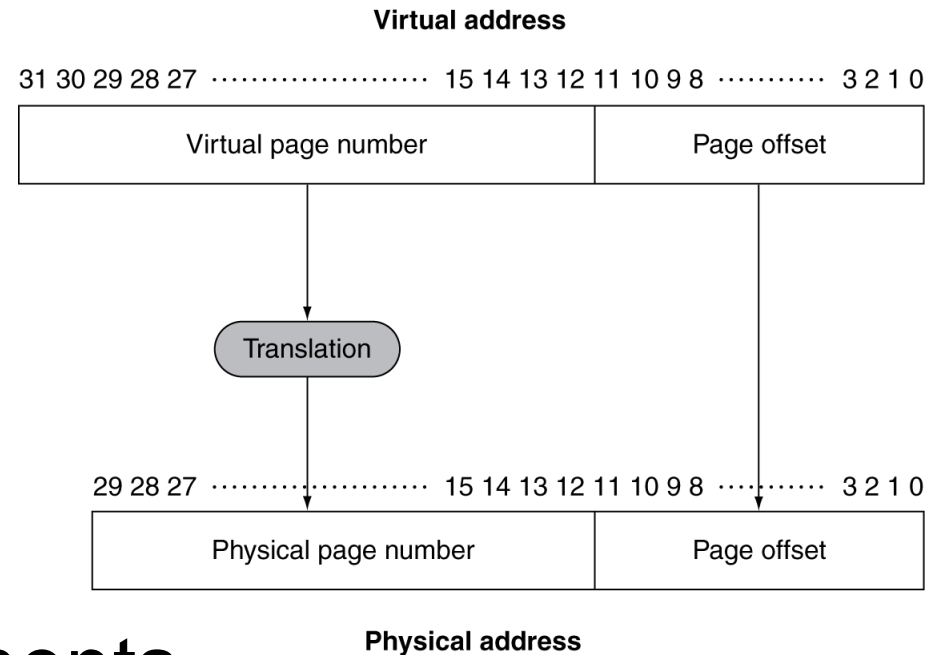 Virtual address
31 30 29 28 27 ······················ 15 14 13 12 11 10 9 8 ··········· 3 2 1 0
Virtual page number Page offset
Translation
29 28 27 ······················ 15 14 13 12 11 10 9 8 ··········· 3 2 1 0
Physical page number Page offset
Physical address